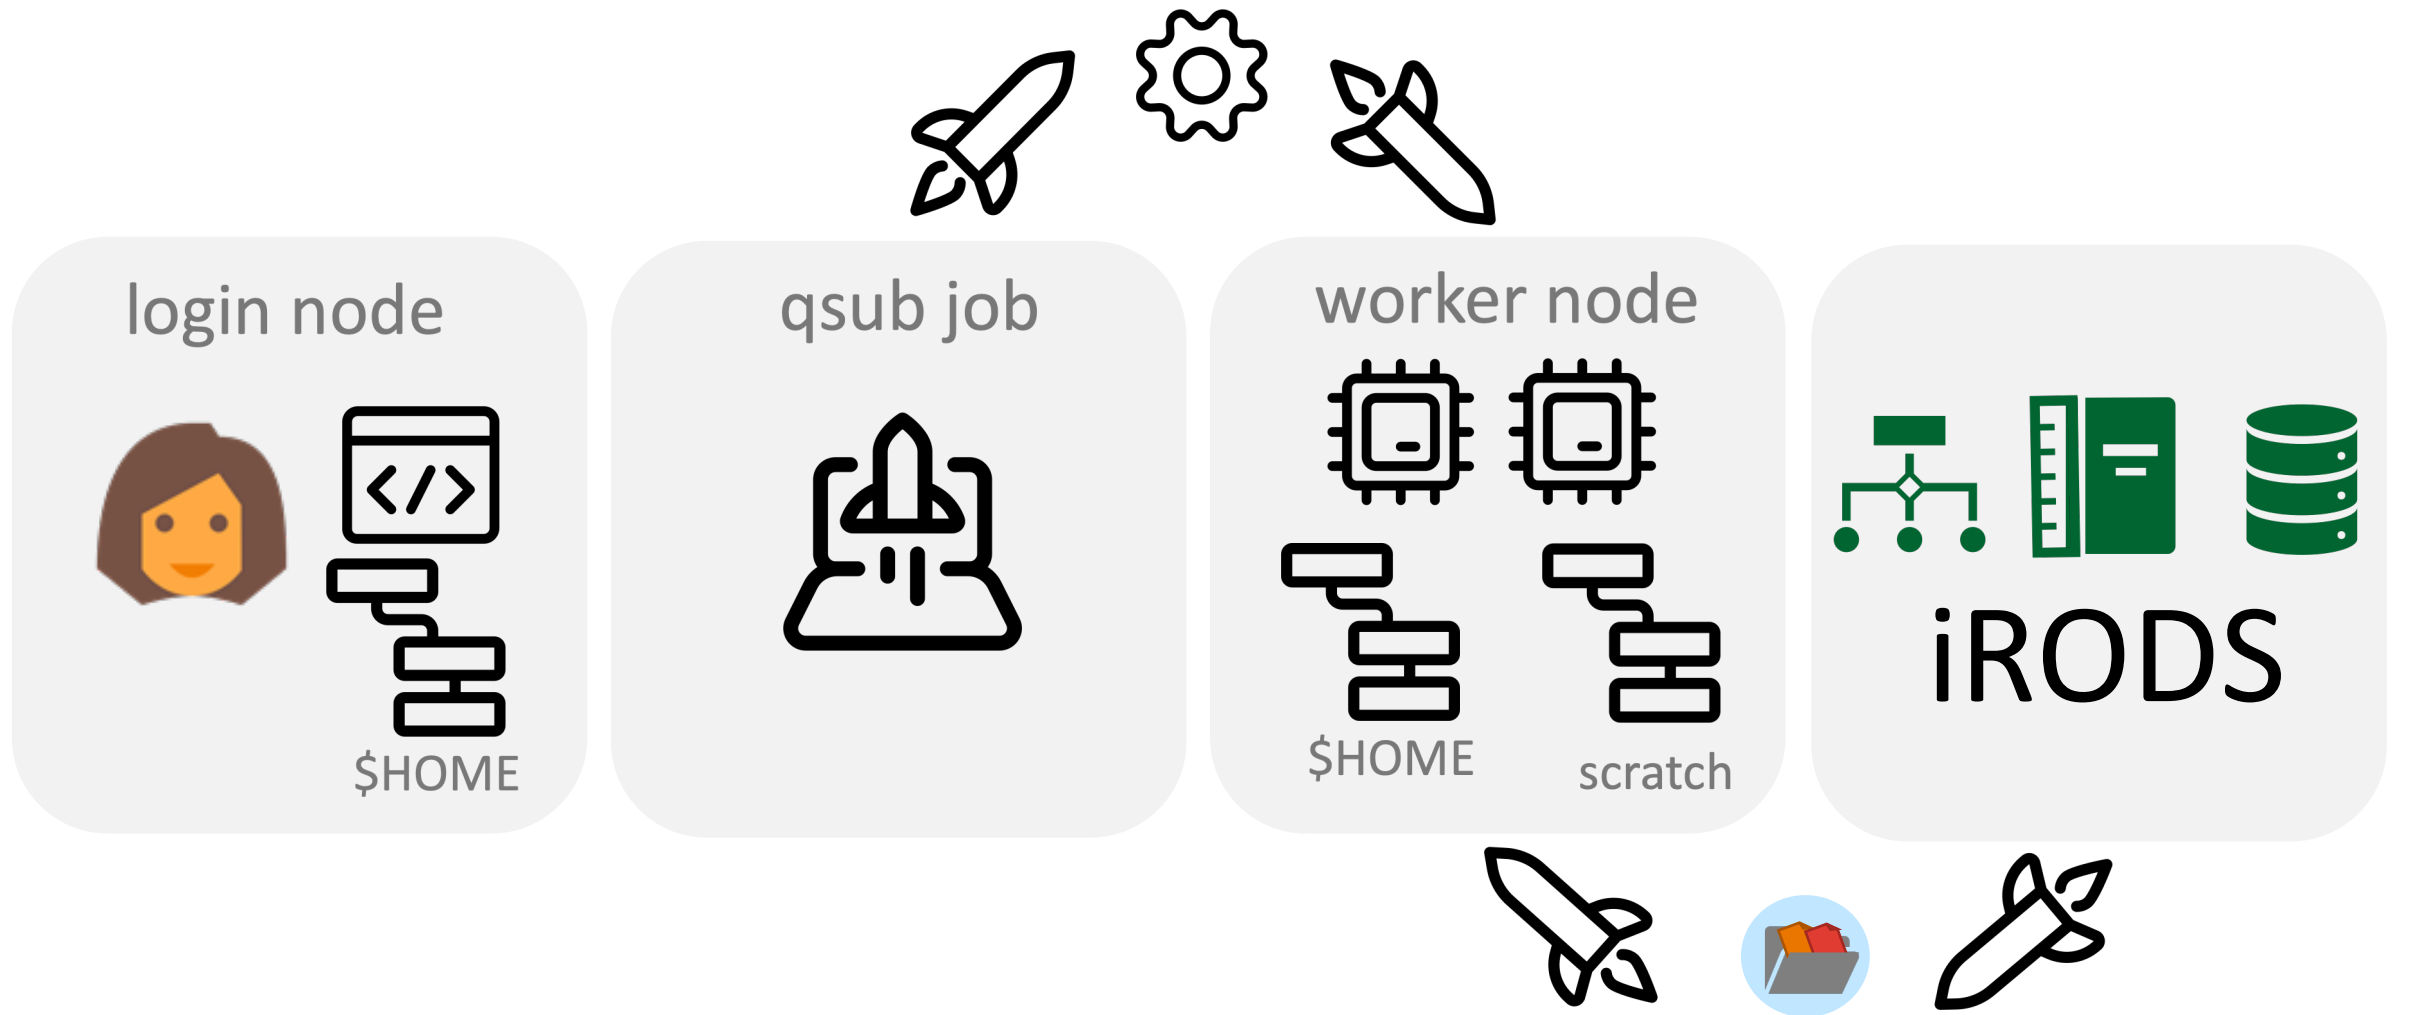 login node
</>
$HOME
qsub job
worker node
$HOME
scratch
iRODS